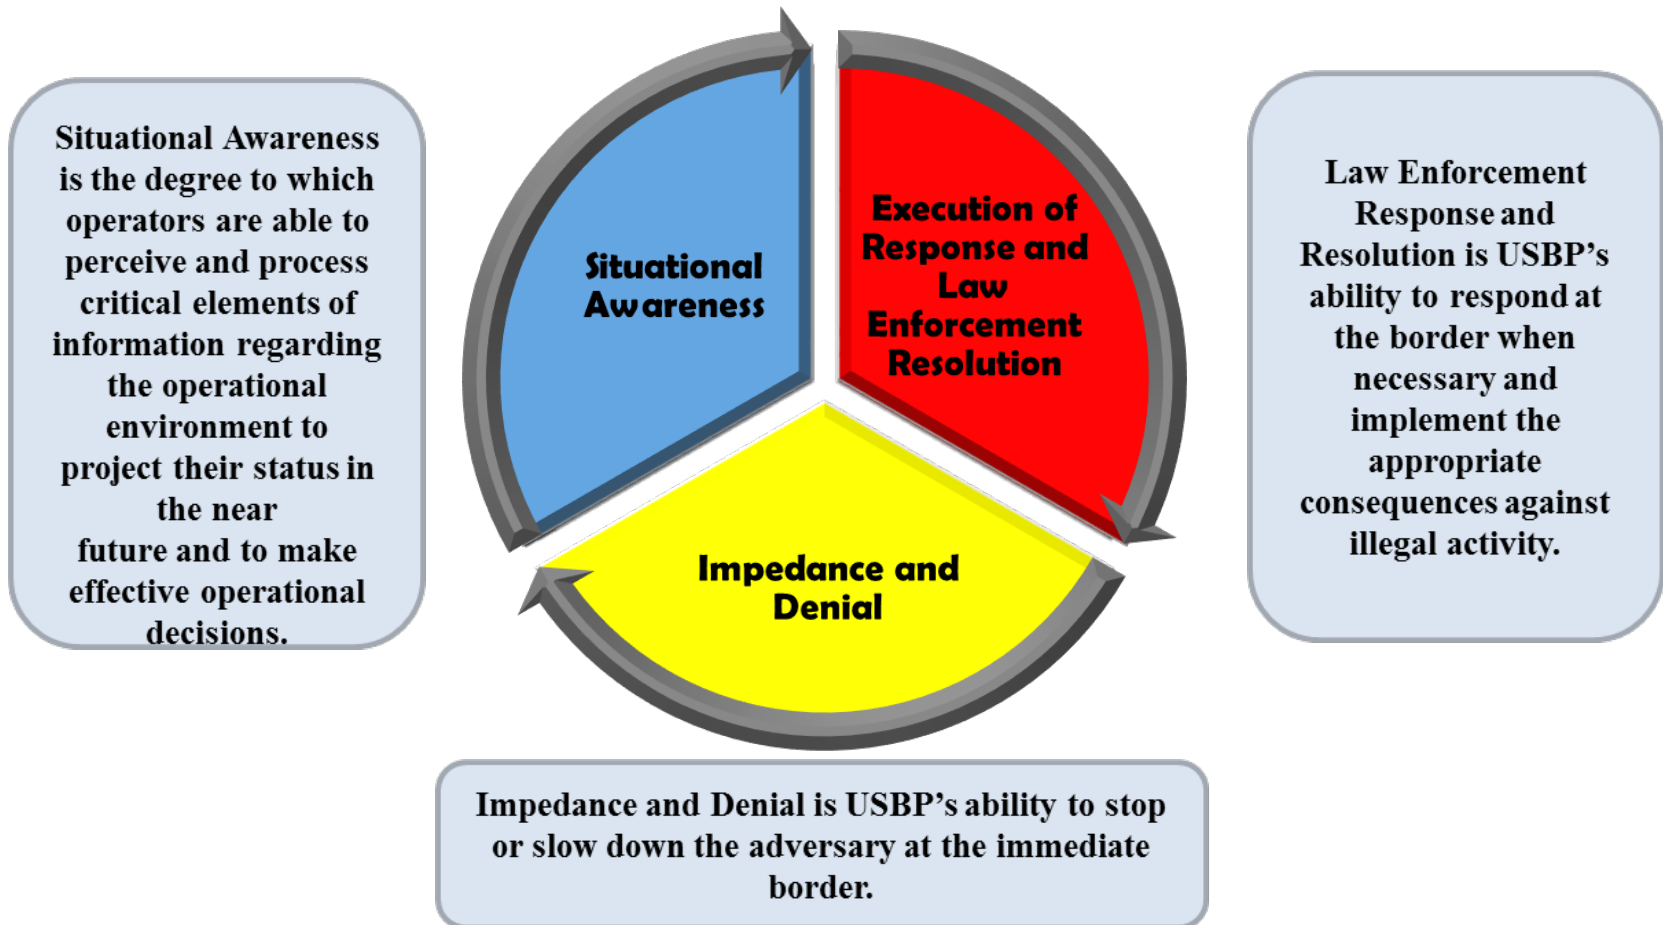 Situational Awareness
is the degree to which
operators are able to
perceive and process
critical elements of
information regarding
the operational
environment to
project their status in
the near
future and to make
effective operational
decisions.
Situational
Awareness
Execution of
Response and
Law
Enforcement
Resolution
Law Enforcement
Response and
Resolution is USBP's
ability to respond at
the border when
necessary and
implement the
appropriate
consequences against
illegal activity.
Impedance and
Denial
Impedance and Denial is USBP's ability to stop
or slow down the adversary at the immediate
border.